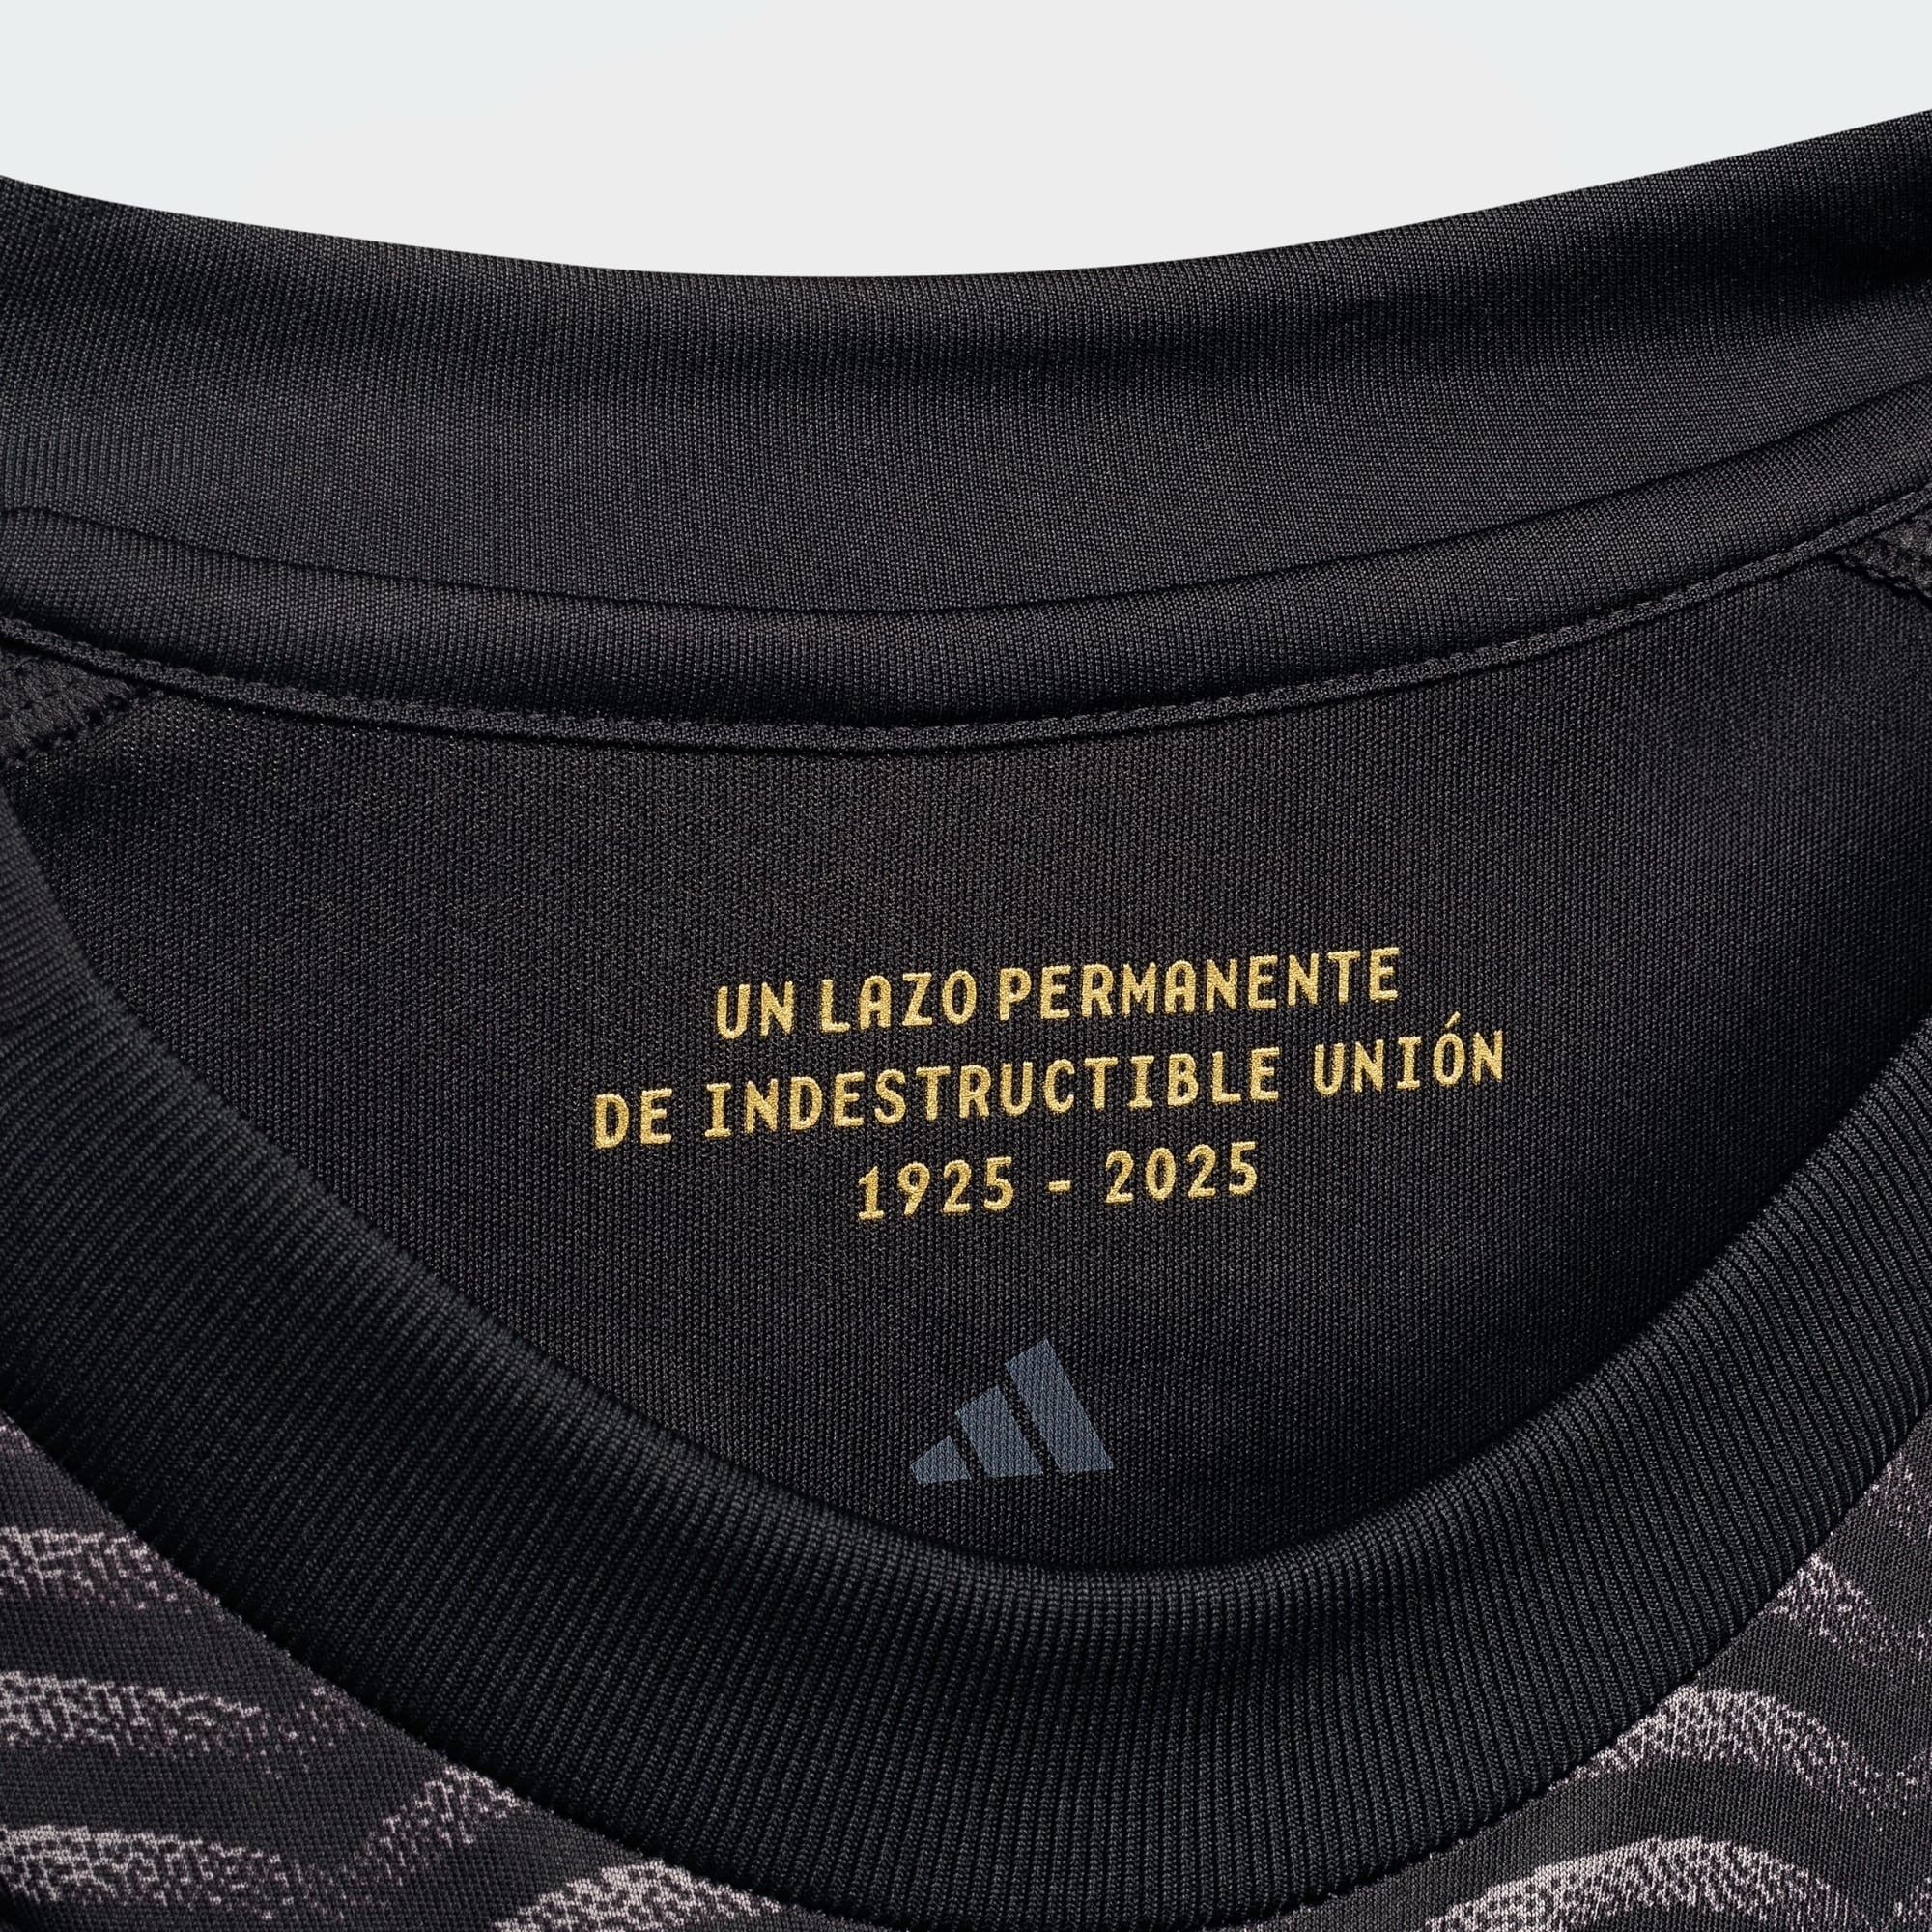 UN LAZO PERMANENTE
DE INDESTRUCTIBLE UNIÓN
1925 - 2025